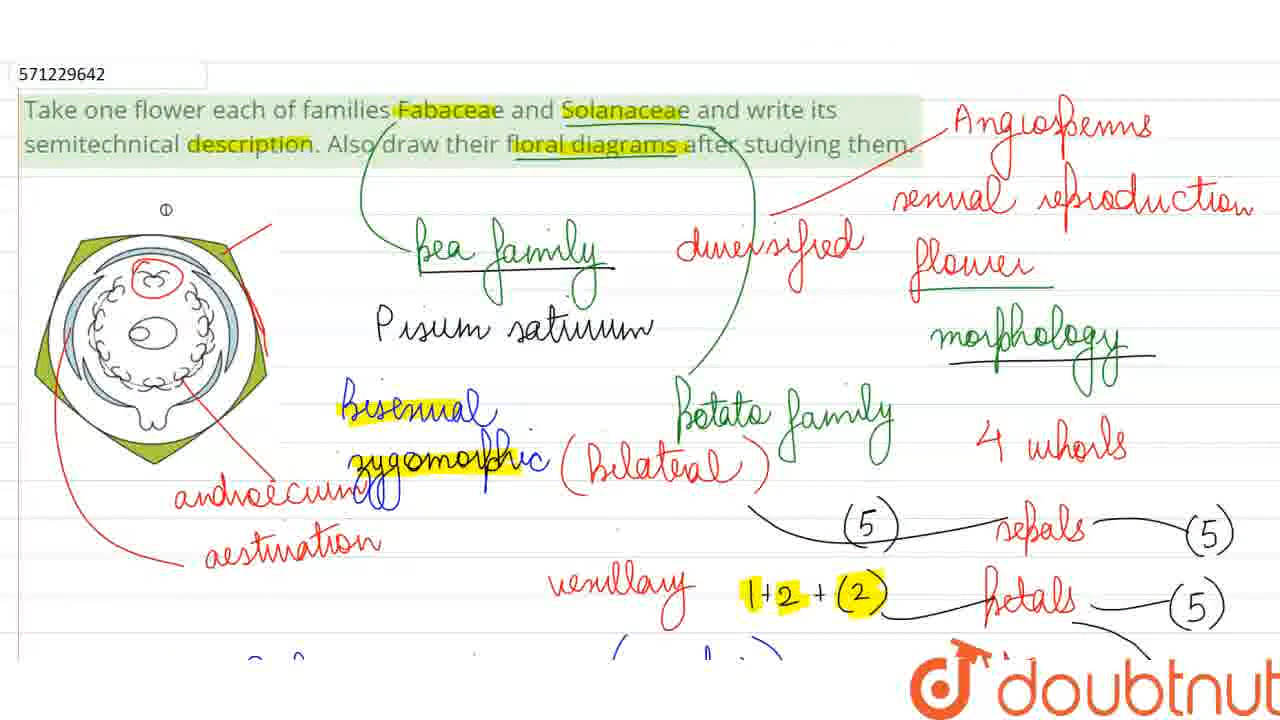 571229642
Take one flower each of families Fabaceae and Solanaceae and write its
semitechnical description. Also draw their floral diagrams after studying them.
Angiosperms
sexual reproduction
Pea family
diversified
flower
Pisum sativum
morphology
Bisexual
Potato family
zygomorphic (Bilateral)
4 whorls
androecium
aestivation
(5)
sepals
(5)
vexillary
1+2+(2)
petals
(5)
doubtnut